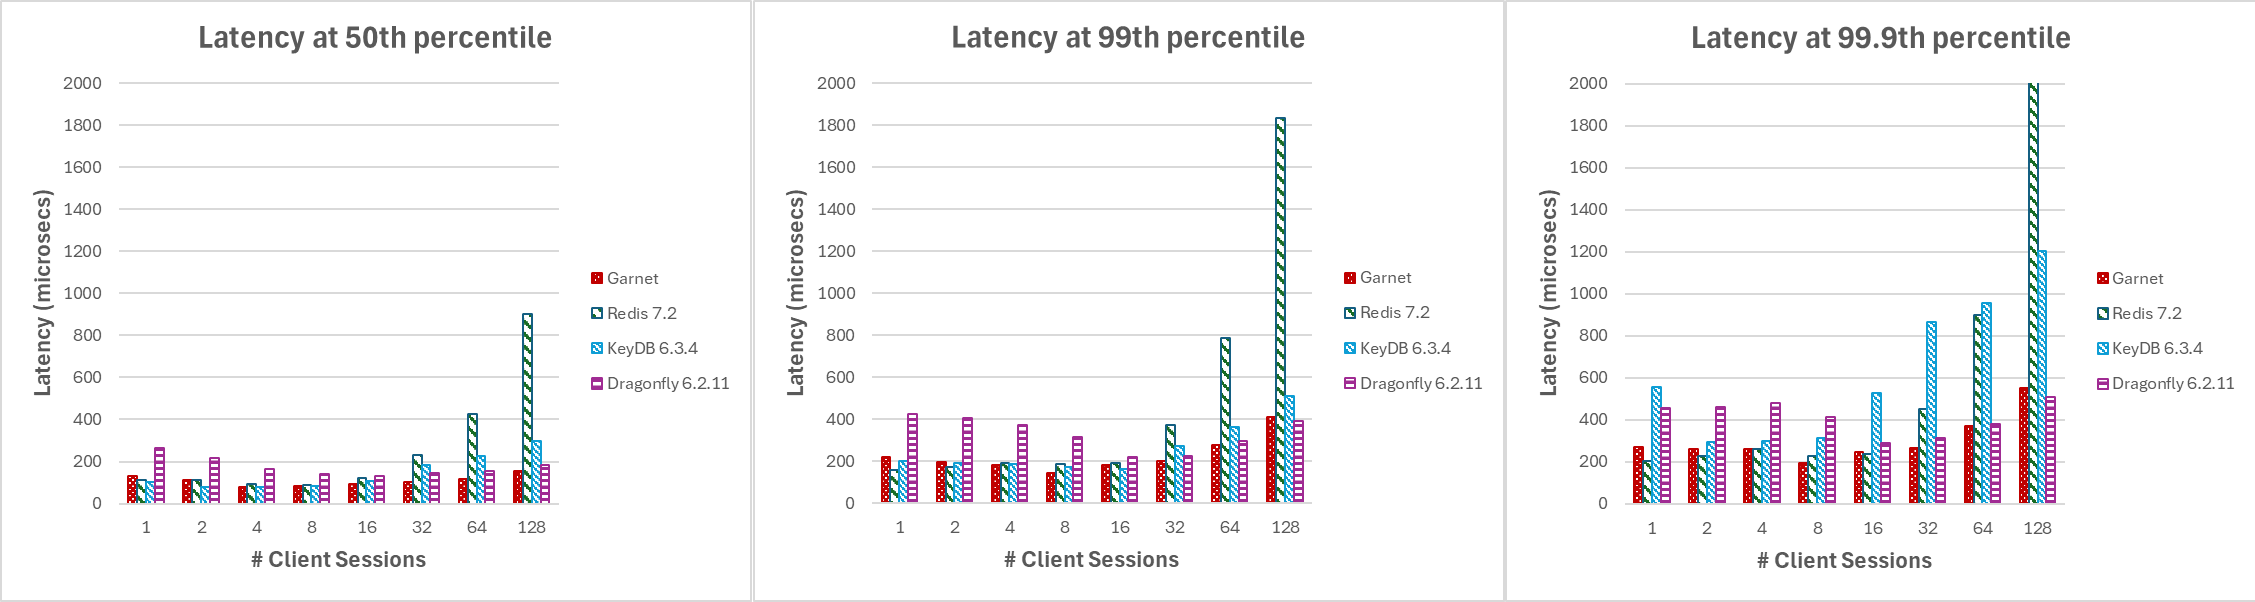 Latency at 50th percentile
Latency (microsecs)
2000
1800
1600
1400
1200
1000
800
600
400
200
0
1 2 4 8 16 32 64 128
# Client Sessions
Garnet
Redis 7.2
KeyDB 6.3.4
Dragonfly 6.2.11
Latency at 99th percentile
Latency (microsecs)
2000
1800
1600
1400
1200
1000
800
600
400
200
0
1 2 4 8 16 32 64 128
# Client Sessions
Garnet
Redis 7.2
KeyDB 6.3.4
Dragonfly 6.2.11
Latency at 99.9th percentile
Latency (microsecs)
2000
1800
1600
1400
1200
1000
800
600
400
200
0
1 2 4 8 16 32 64 128
# Client Sessions
Garnet
Redis 7.2
KeyDB 6.3.4
Dragonfly 6.2.11